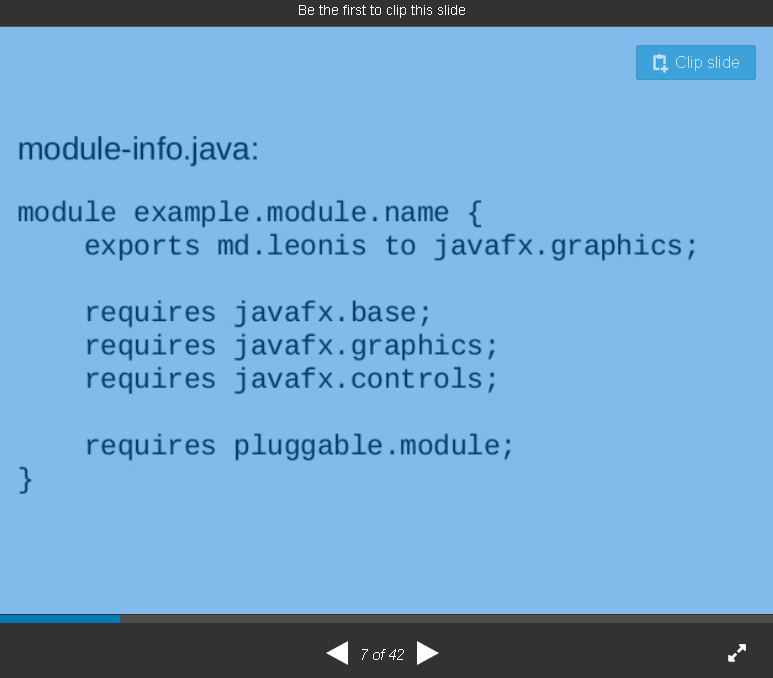 Be the first to clip this slide
Clip slide
module-info.java:
module example.module.name {
    exports md.leonis to javafx.graphics;
    requires javafx.base;
    requires javafx.graphics;
    requires javafx.controls;
    requires pluggable.module;
}
7 of 42